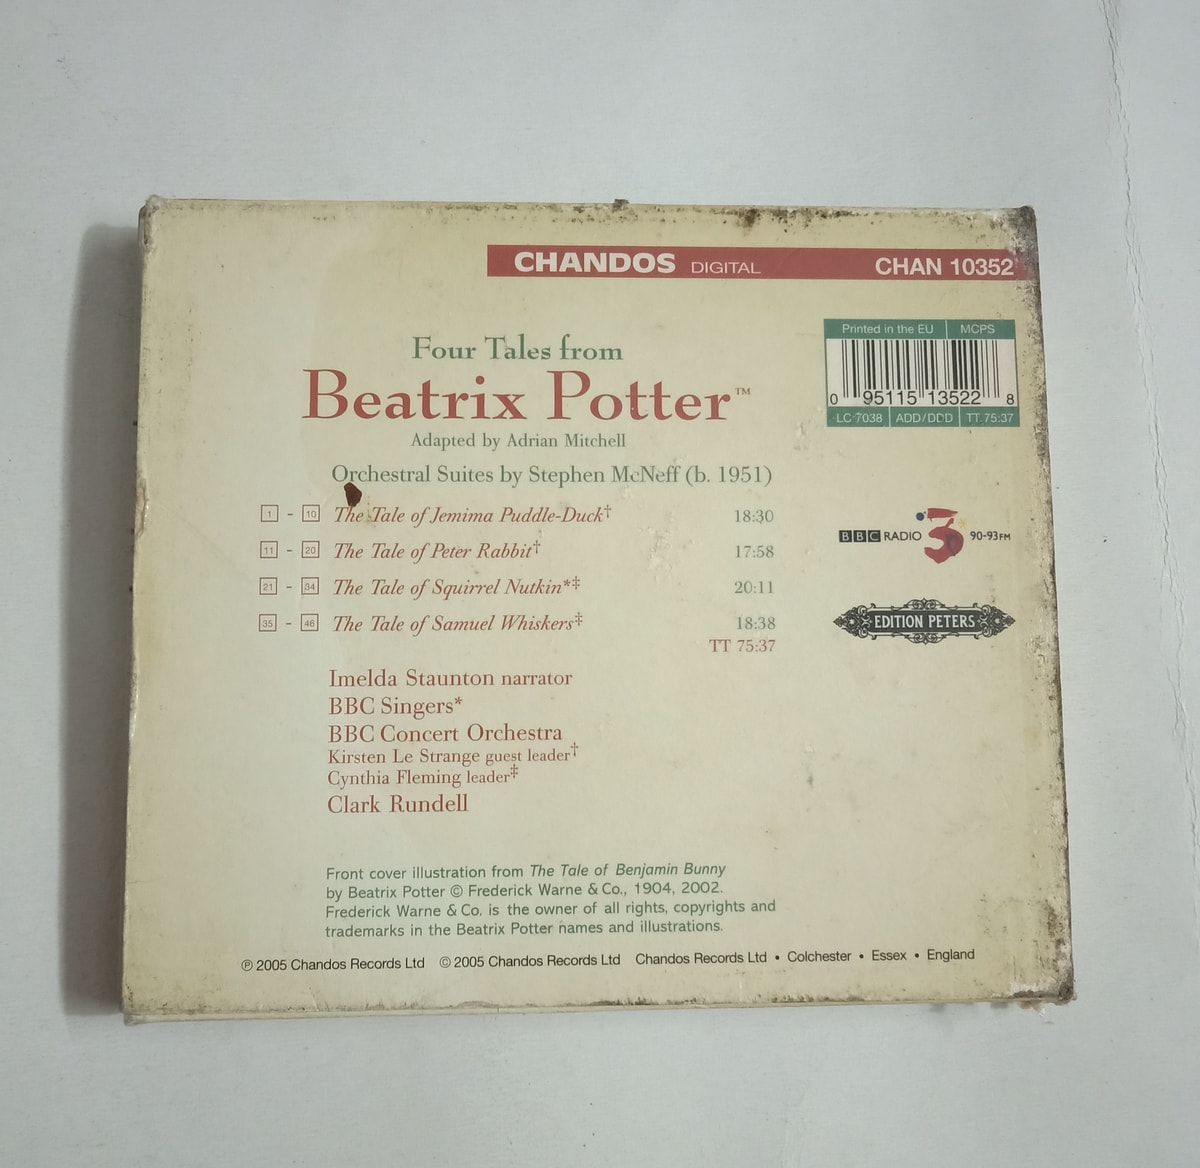 CHANDOS DIGITAL CHAN 10352
Printed in the EU MCPS
0 95115 13522 8
LC 7038 ADD/DDD TT 75:37
Four Tales from
Beatrix Potter™
Adapted by Adrian Mitchell
Orchestral Suites by Stephen McNeff (b. 1951)
1 - 10 The Tale of Jemima Puddle-Duck† 18:30
11 - 20 The Tale of Peter Rabbit† 17:58
21 - 34 The Tale of Squirrel Nutkin*‡ 20:11
35 - 46 The Tale of Samuel Whiskers‡ 18:38
TT 75:37
BBC RADIO 3 90-93FM
EDITION PETERS
Imelda Staunton narrator
BBC Singers*
BBC Concert Orchestra
Kirsten Le Strange guest leader†
Cynthia Fleming leader‡
Clark Rundell
Front cover illustration from The Tale of Benjamin Bunny
by Beatrix Potter © Frederick Warne & Co., 1904, 2002.
Frederick Warne & Co. is the owner of all rights, copyrights and
trademarks in the Beatrix Potter names and illustrations.
℗ 2005 Chandos Records Ltd © 2005 Chandos Records Ltd Chandos Records Ltd • Colchester • Essex • England